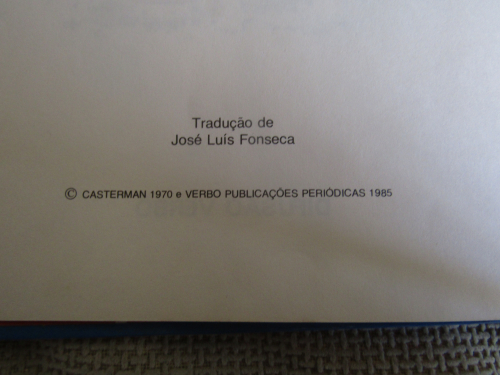 Tradução de
José Luís Fonseca
© CASTERMAN 1970 e VERBO PUBLICAÇÕES PERIÓDICAS 1985